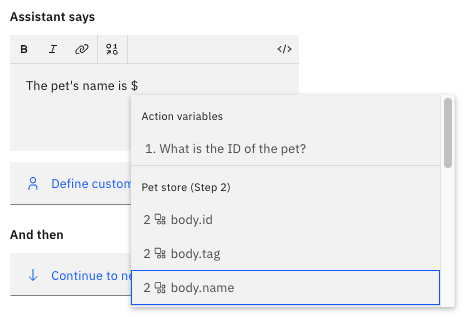 Assistant says
B I </>
The pet's name is $
Action variables
1. What is the ID of the pet?
Define custom
Pet store (Step 2)
2 body.id
And then
2 body.tag
Continue to ne
2 body.name